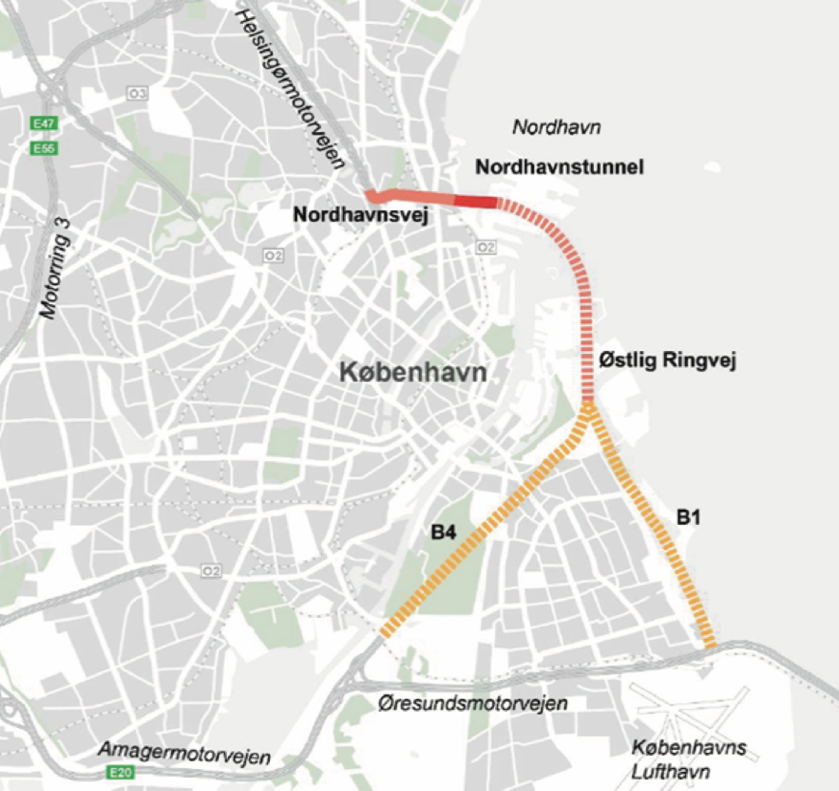 Helsingørmotorvejen
O3
E47
E55
Nordhavn
Nordhavnstunnel
Nordhavnsvej
O2
O2
Motorring 3
København
Østlig Ringvej
B4
B1
O2
Øresundsmotorvejen
Amagermotorvejen
E20
Københavns
Lufthavn